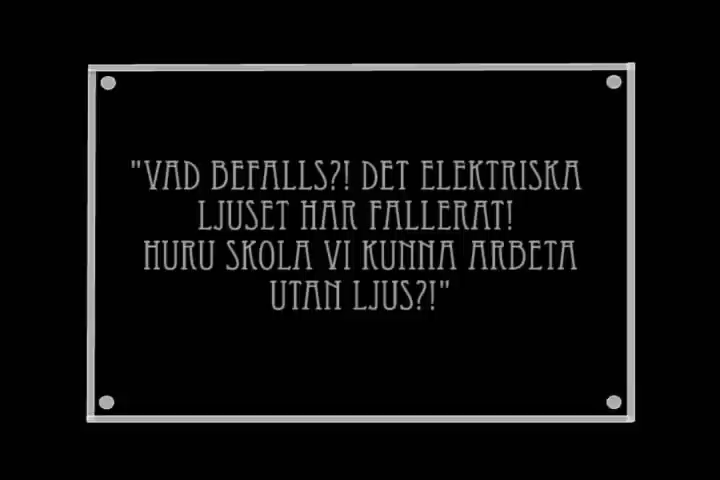 "VAD BEFALLS?! DET ELEKTRISKA
LJUSET HAR FALLERAT!
HURU SKOLA VI KUNNA ARBETA
UTAN LJUS?!"